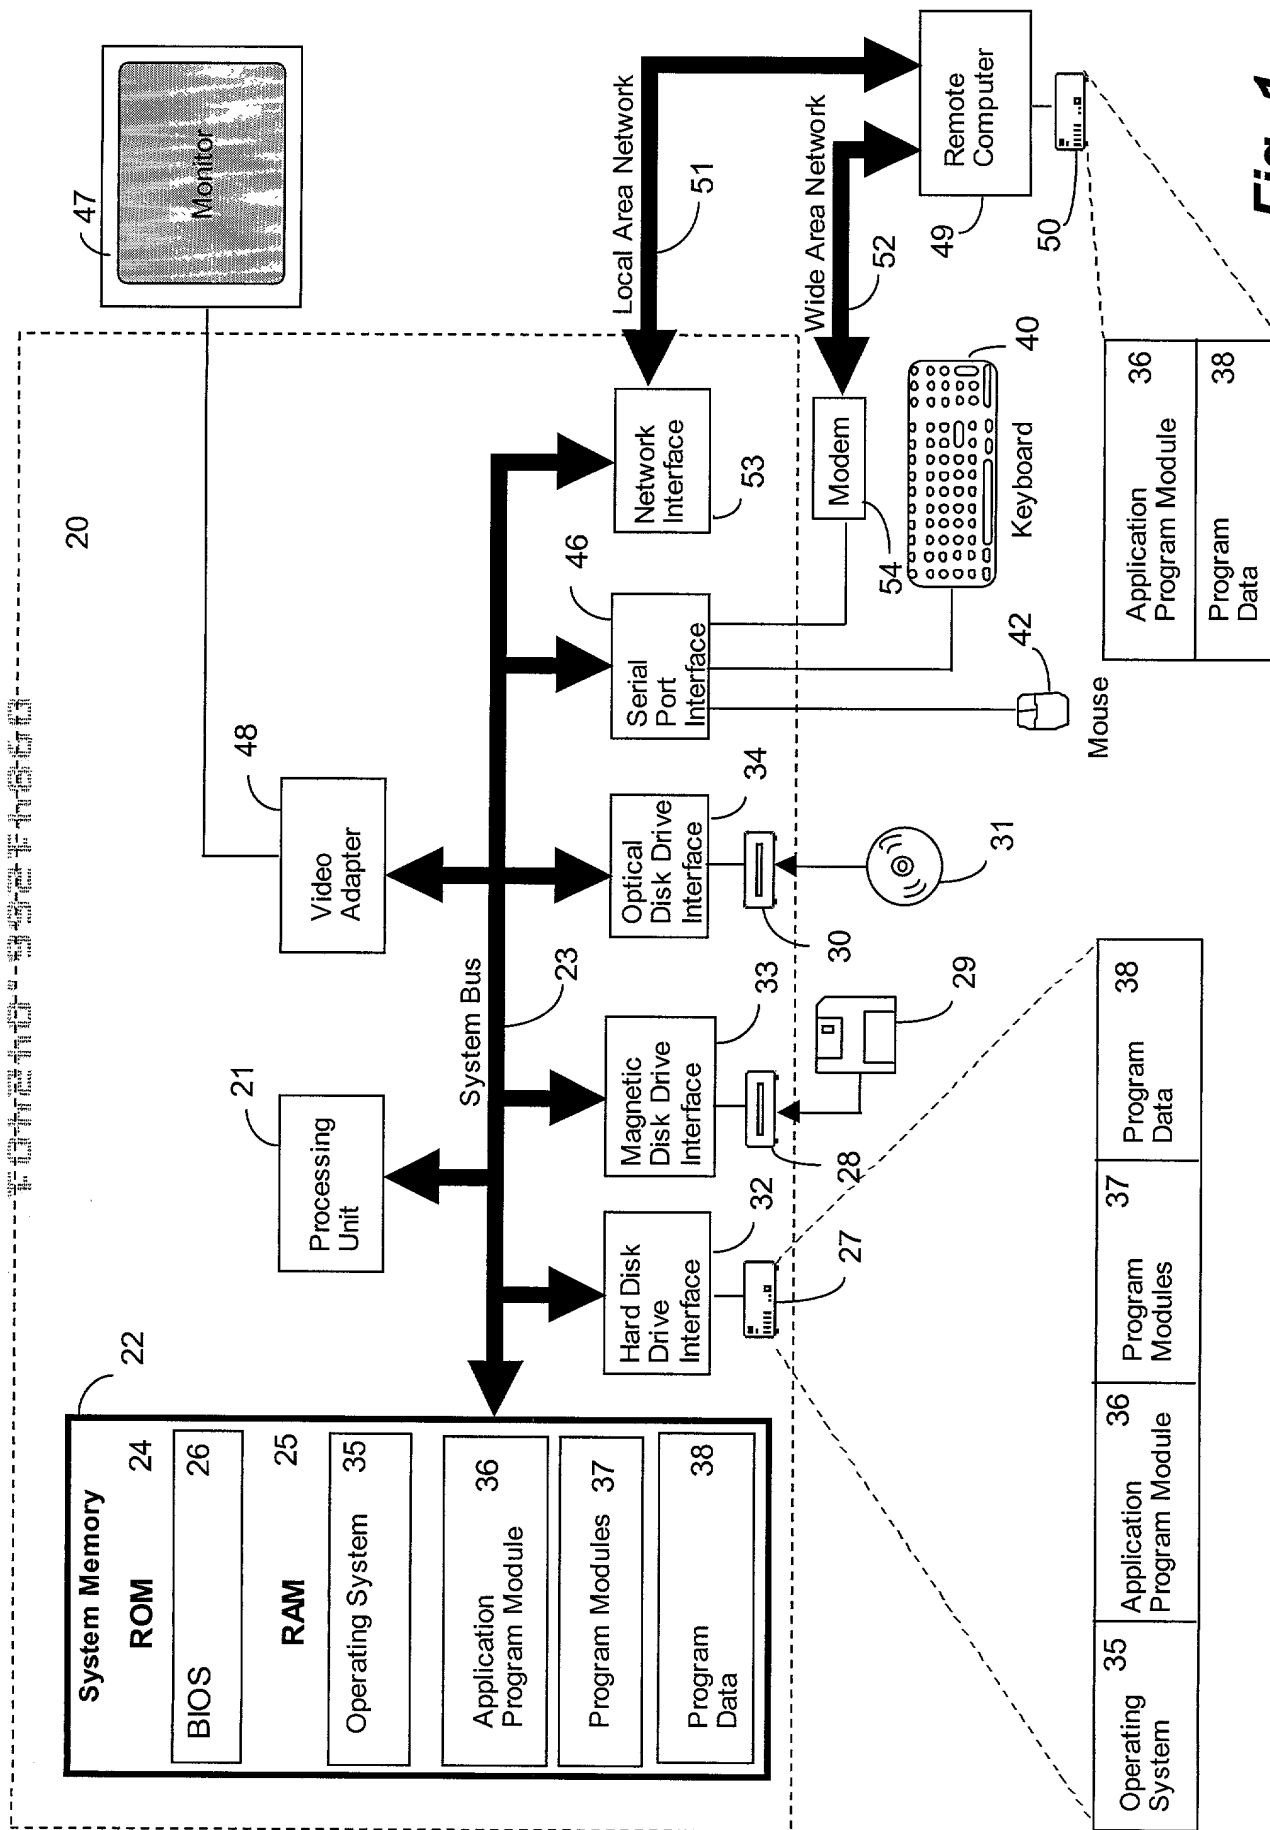 20
47
Monitor
System Memory
22
ROM
24
BIOS
26
RAM
25
Operating System
35
Application
Program Module
36
Program Modules
37
Program
Data
38
Processing
Unit
21
Video
Adapter
48
System Bus
23
Hard Disk
Drive
Interface
32
Magnetic
Disk Drive
Interface
33
Optical
Disk Drive
Interface
34
Serial
Port
Interface
46
Network
Interface
53
Local Area Network
51
27
28
30
Modem
54
Wide Area Network
52
29
31
Mouse
42
Keyboard
40
Remote
Computer
49
50
Operating
System
35
Application
Program Module
36
Program
Modules
37
Program
Data
38
Application
Program Module
36
Program
Data
38
Fig. 1